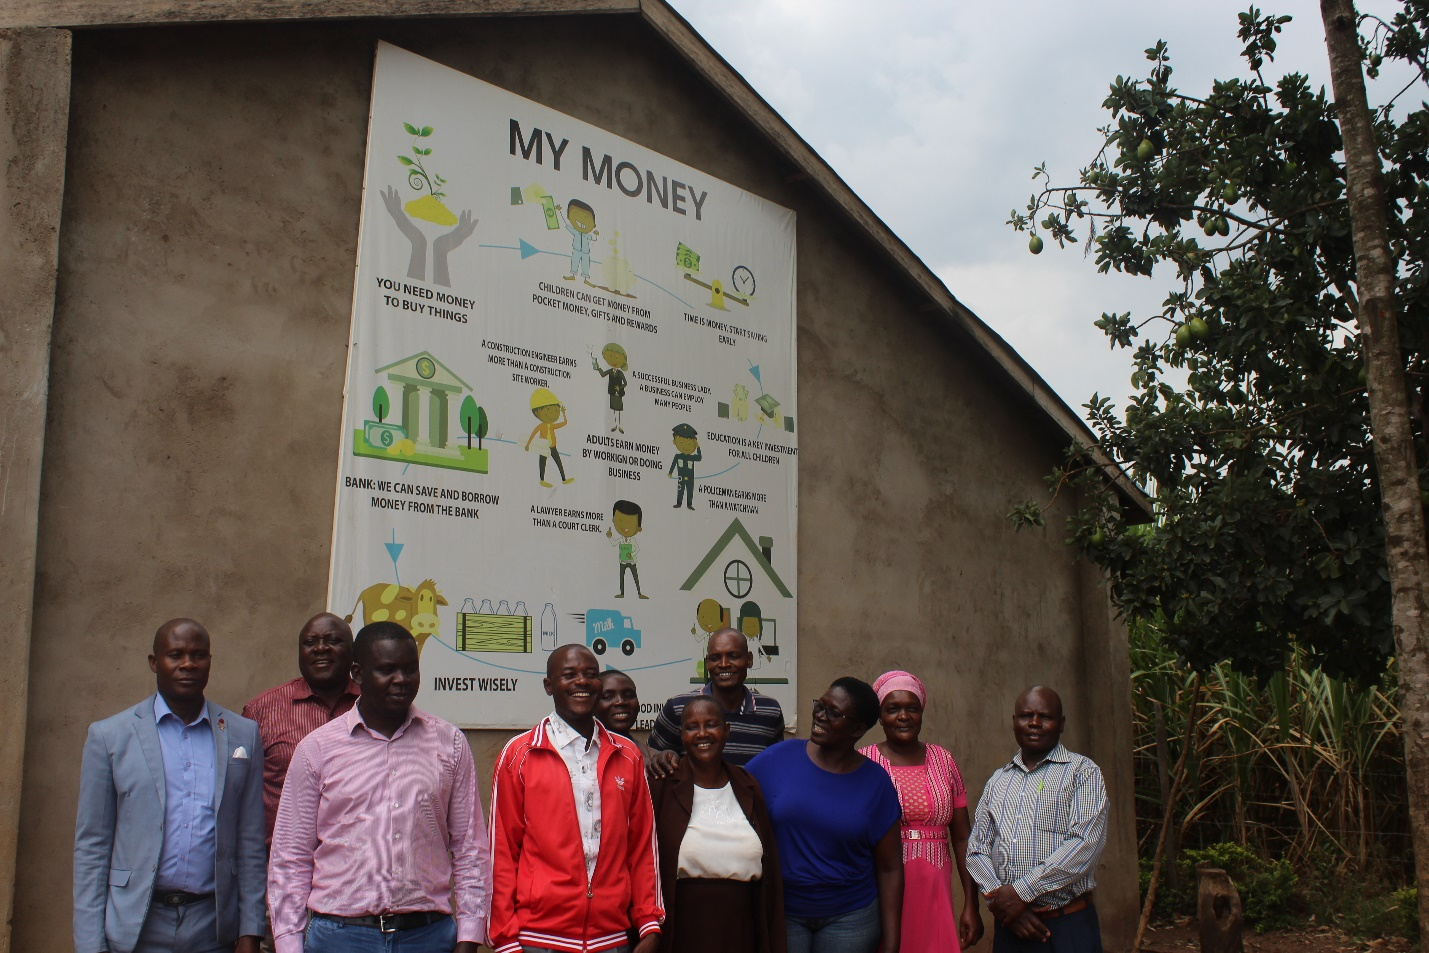 MY MONEY
YOU NEED MONEY
TO BUY THINGS
CHILDREN CAN GET MONEY FROM
POCKET MONEY, GIFTS AND REWARDS
TIME IS MONEY, START SAVING
EARLY
A CONSTRUCTION ENGINEER EARNS
MORE THAN A CONSTRUCTION
SITE WORKER.
A SUCCESSFUL BUSINESS LADY.
A BUSINESS CAN EMPLOY
MANY PEOPLE
EDUCATION IS A KEY INVESTMENT
FOR ALL CHILDREN
ADULTS EARN MONEY
BY WORKIGN OR DOING
BUSINESS
BANK: WE CAN SAVE AND BORROW
MONEY FROM THE BANK
A POLICEMAN EARNS MORE
THAN A WATCHMAN
A LAWYER EARNS MORE
THAN A COURT CLERK.
Milk
INVEST WISELY